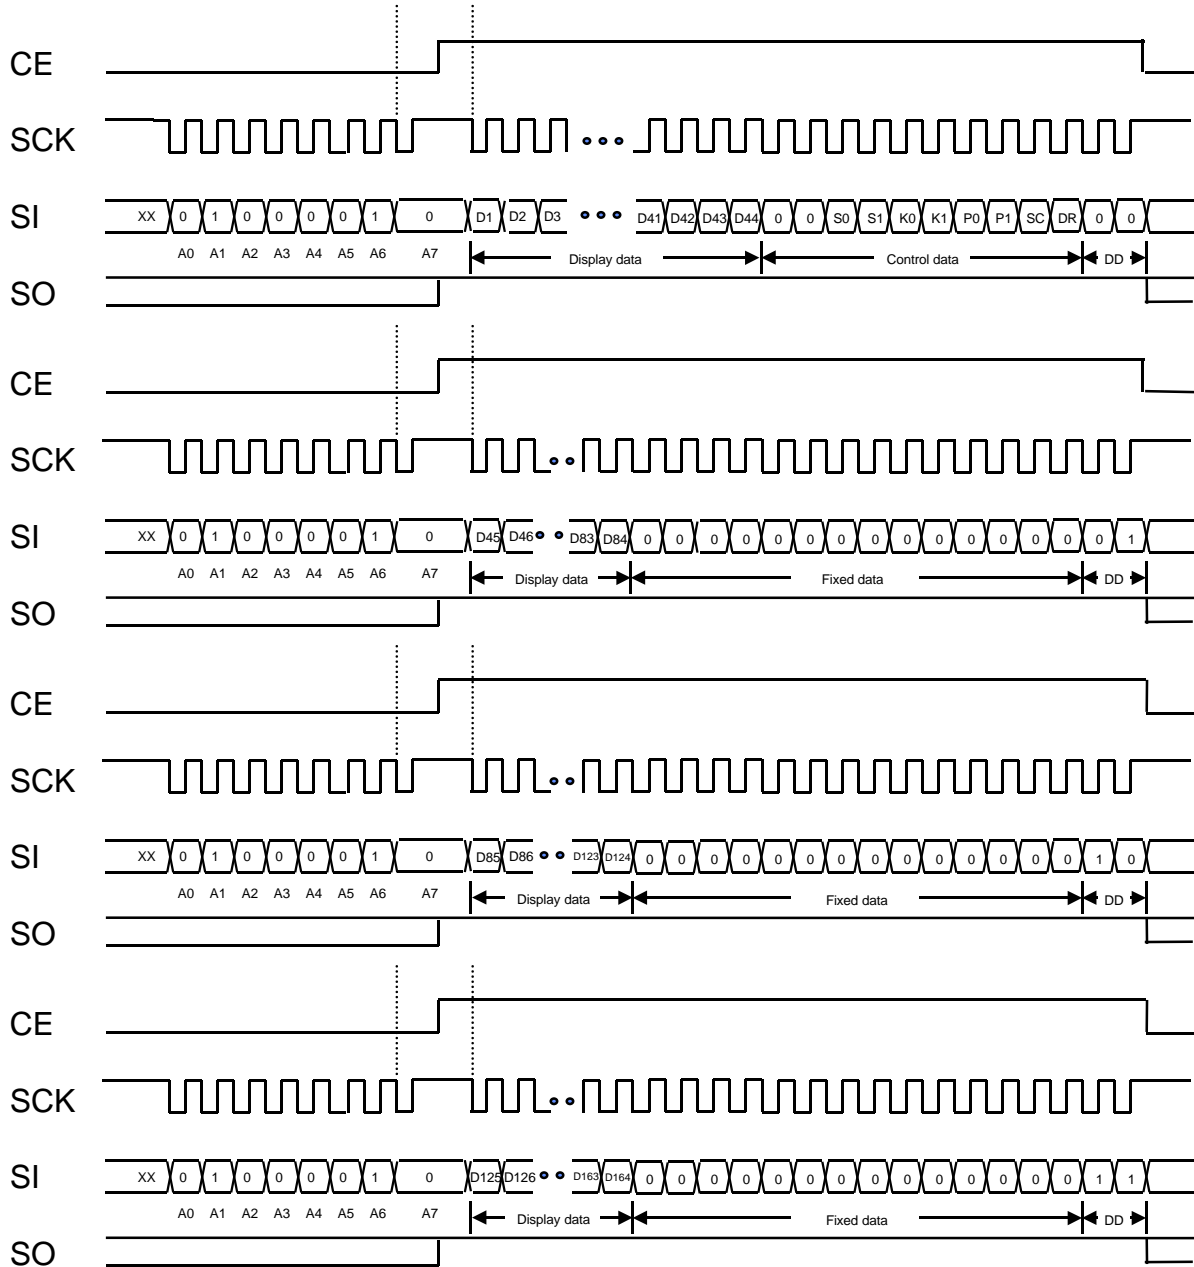 CE
SCK
SI XX 0 1 0 0 0 0 1 0 D1 D2 D3 D41 D42 D43 D44 0 0 S0 S1 K0 K1 P0 P1 SC DR 0 0
A0 A1 A2 A3 A4 A5 A6 A7 Display data Control data DD
SO
CE
SCK
SI XX 0 1 0 0 0 0 1 0 D45 D46 D83 D84 0 0 0 0 0 0 0 0 0 0 0 0 0 0 0 1
A0 A1 A2 A3 A4 A5 A6 A7 Display data Fixed data DD
SO
CE
SCK
SI XX 0 1 0 0 0 0 1 0 D85 D86 D123 D124 0 0 0 0 0 0 0 0 0 0 0 0 0 0 1 0
A0 A1 A2 A3 A4 A5 A6 A7 Display data Fixed data DD
SO
CE
SCK
SI XX 0 1 0 0 0 0 1 0 D125 D126 D163 D164 0 0 0 0 0 0 0 0 0 0 0 0 0 0 1 1
A0 A1 A2 A3 A4 A5 A6 A7 Display data Fixed data DD
SO